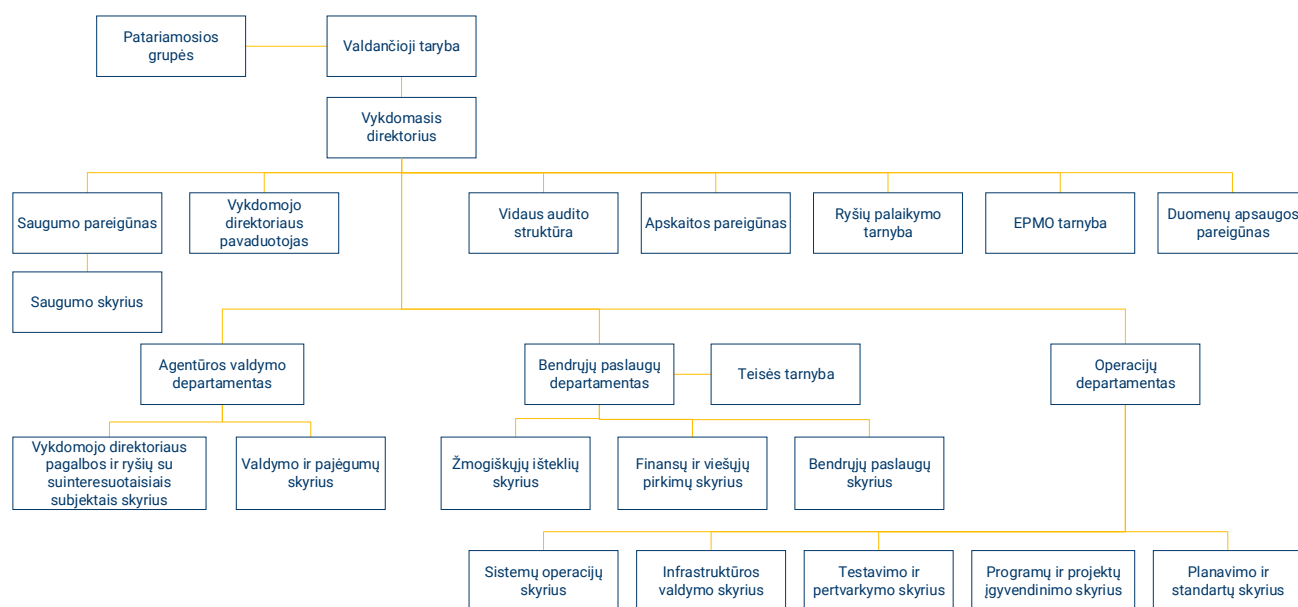 Patariamosios
grupės
Valdančioji taryba
Vykdomasis
direktorius
Saugumo pareigūnas
Vykdomojo
direktoriaus
pavaduotojas
Vidaus audito
struktūra
Apskaitos pareigūnas
Ryšių palaikymo
tarnyba
EPMO tarnyba
Duomenų apsaugos
pareigūnas
Saugumo skyrius
Agentūros valdymo
departamentas
Bendrųjų paslaugų
departamentas
Teisės tarnyba
Operacijų
departamentas
Vykdomojo direktoriaus
pagalbos ir ryšių su
suinteresuotaisiais
subjektais skyrius
Valdymo ir pajėgumų
skyrius
Žmogiškųjų išteklių
skyrius
Finansų ir viešųjų
pirkimų skyrius
Bendrųjų paslaugų
skyrius
Sistemų operacijų
skyrius
Infrastruktūros
valdymo skyrius
Testavimo ir
pertvarkymo skyrius
Programų ir projektų
įgyvendinimo skyrius
Planavimo ir
standartų skyrius